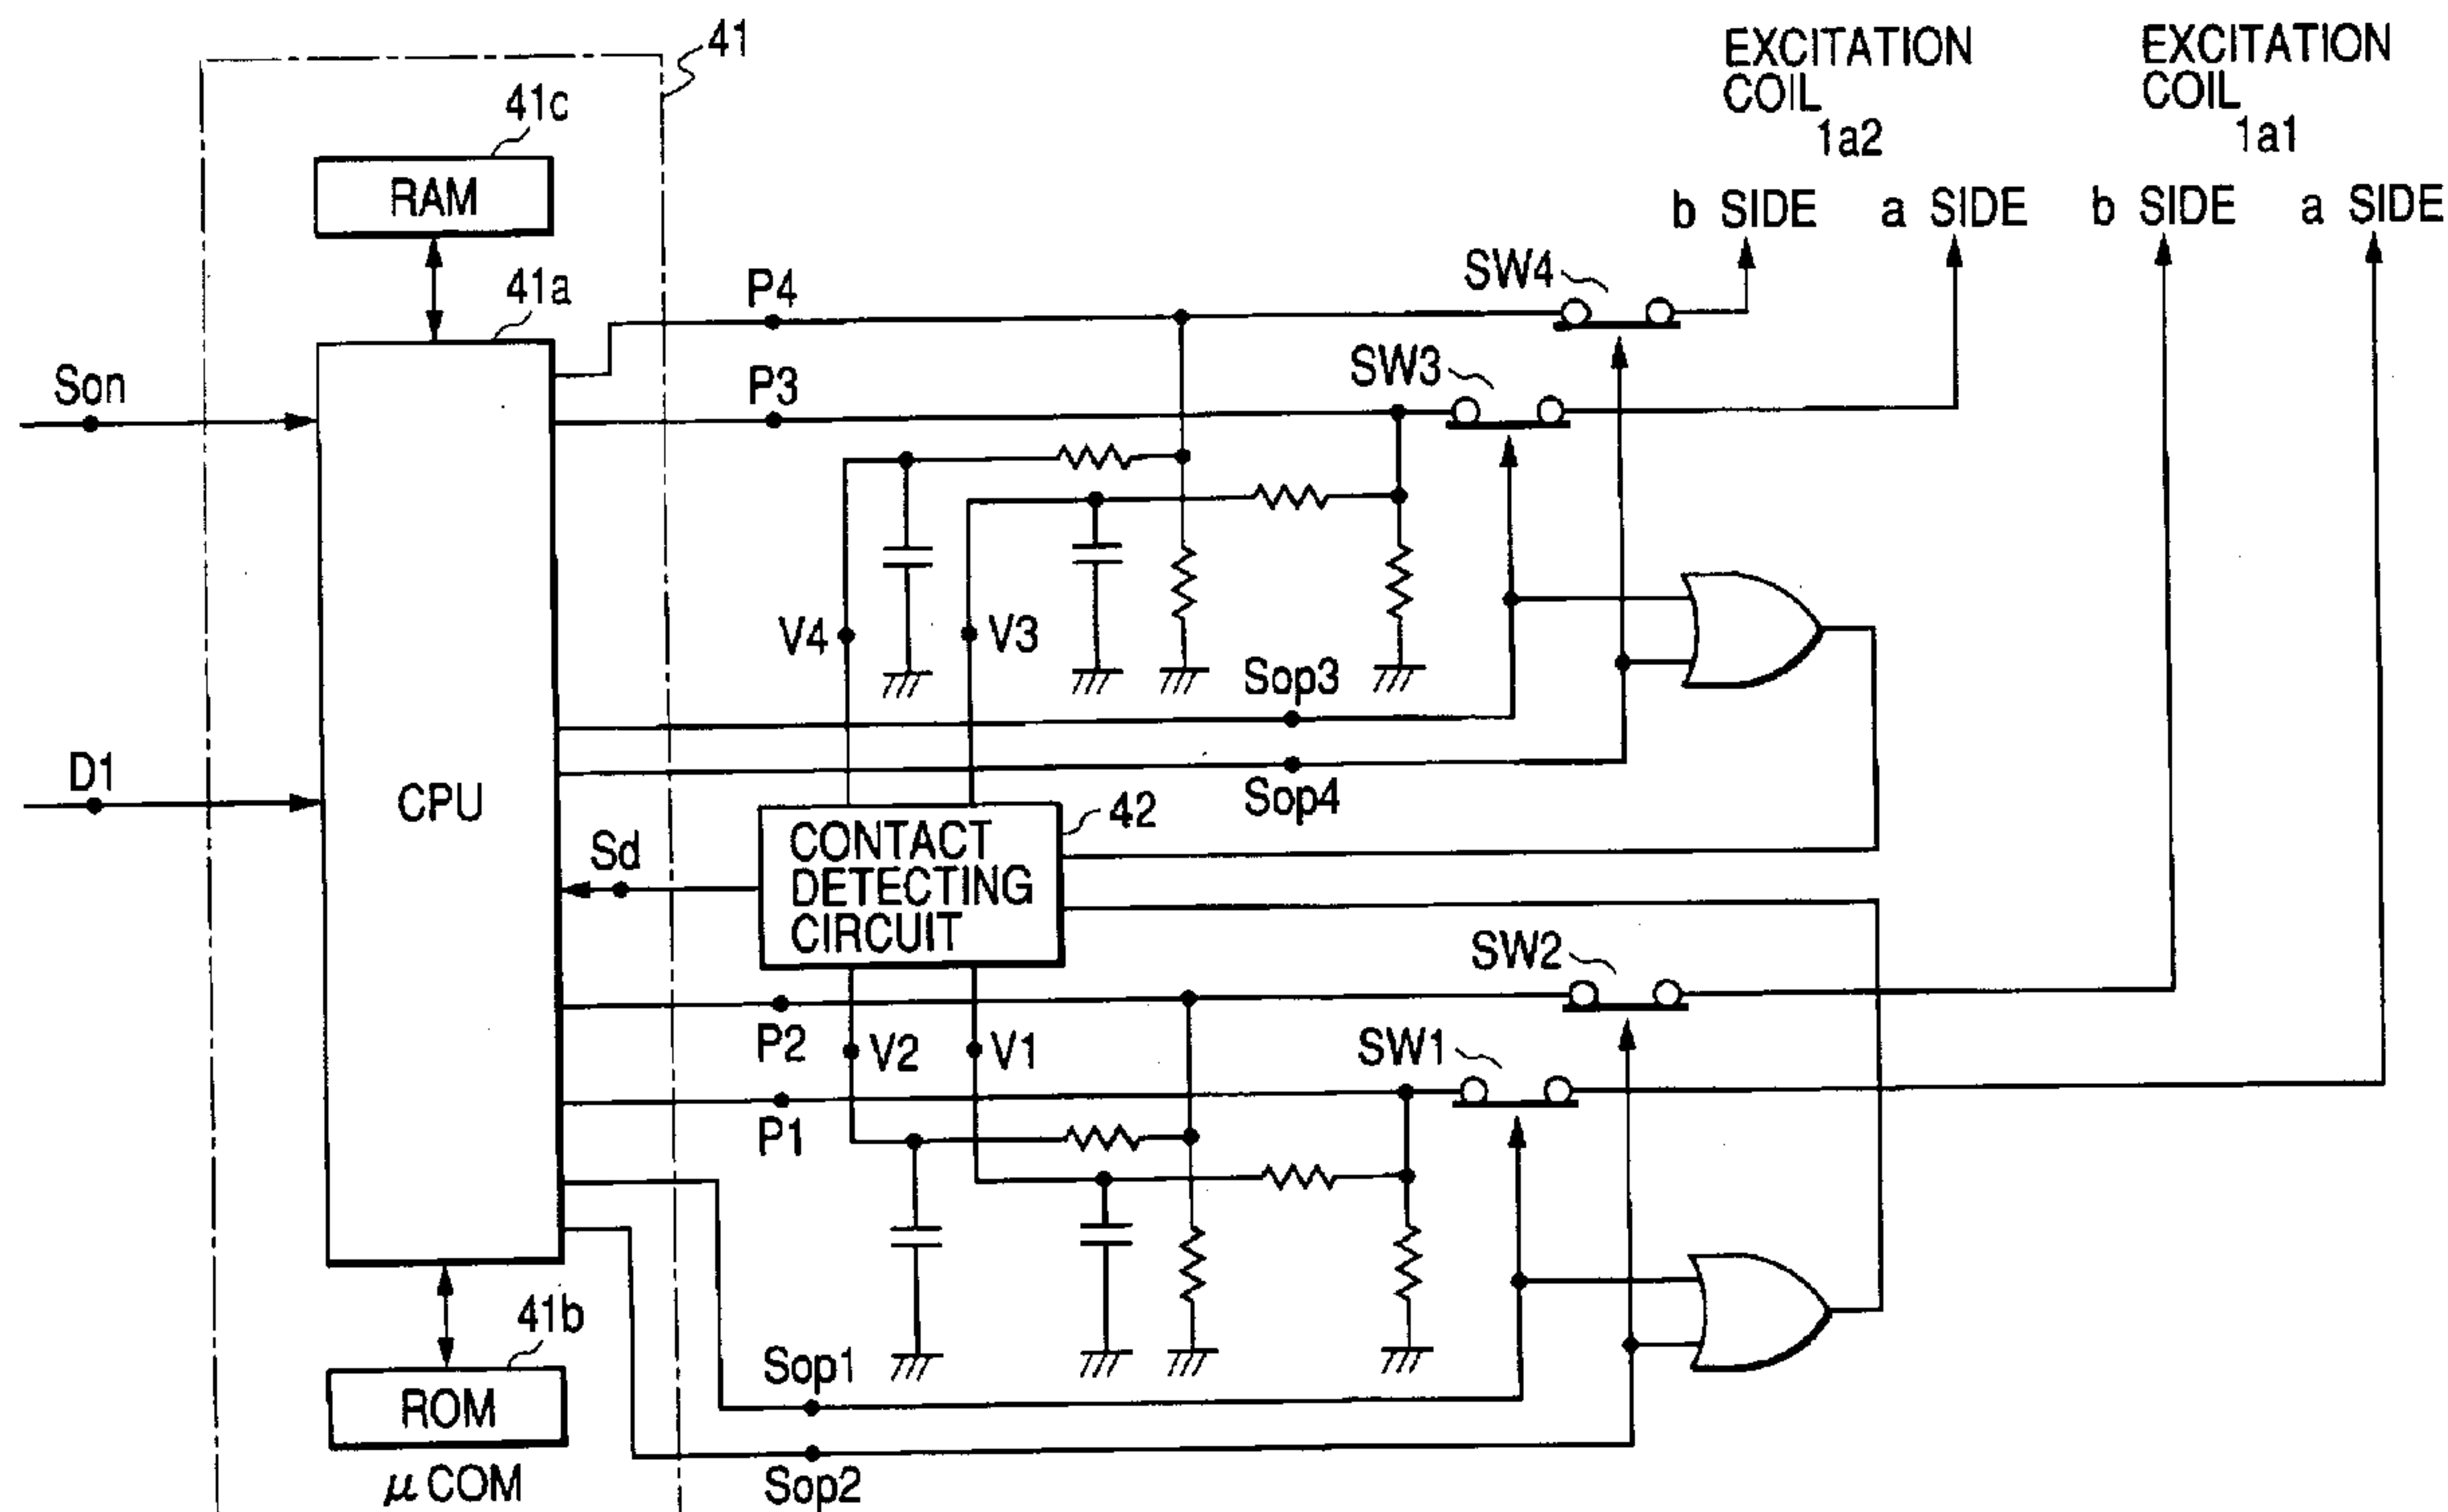 41
EXCITATION
COIL
1a2
EXCITATION
COIL
1a1
41c
RAM
b SIDE
a SIDE
b SIDE
a SIDE
41a
P4
SW4
Son
P3
SW3
V4
V3
Sop3
D1
CPU
Sop4
42
Sd
CONTACT
DETECTING
CIRCUIT
SW2
P2
V2
V1
SW1
P1
41b
Sop1
ROM
μ COM
Sop2